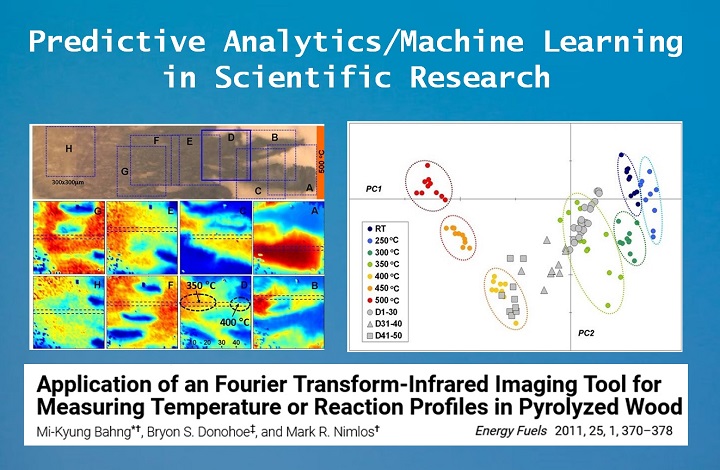 Predictive Analytics/Machine Learning
in Scientific Research
H
F
E
D
B
G
C
A
300x300μm
500 °C
G
E
C
A
H
F
D
B
350 °C
400 °C
10 20 30 40
PC1
RT
250 °C
300 °C
350 °C
400 °C
450 °C
500 °C
D1-30
D31-40
D41-50
PC2
Application of an Fourier Transform-Infrared Imaging Tool for
Measuring Temperature or Reaction Profiles in Pyrolyzed Wood
Mi-Kyung Bahng*†, Bryon S. Donohoe‡, and Mark R. Nimlos†
Energy Fuels 2011, 25, 1, 370–378